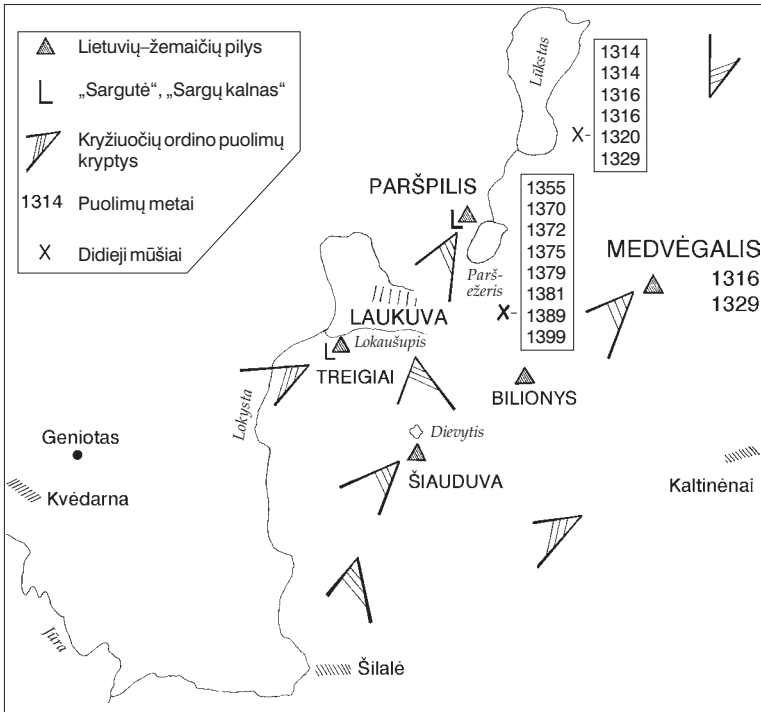 Lietuvių–žemaičių pilys
„Sargutė“, „Sargų kalnas“
Kryžiuočių ordino puolimų
kryptys
1314 Puolimų metai
X Didieji mūšiai
Lūkstas
X-
1314
1314
1316
1316
1320
1329
PARŠPILIS
Parš-
ežeris
X-
1355
1370
1372
1375
1379
1381
1389
1399
MEDVĖGALIS
1316
1329
LAUKUVA
Lokaušupis
TREIGIAI
BILIONYS
Lokysta
Dievytis
ŠIAUDUVA
Geniotas
Kvėdarna
Kaltinėnai
Jūra
Šilalė